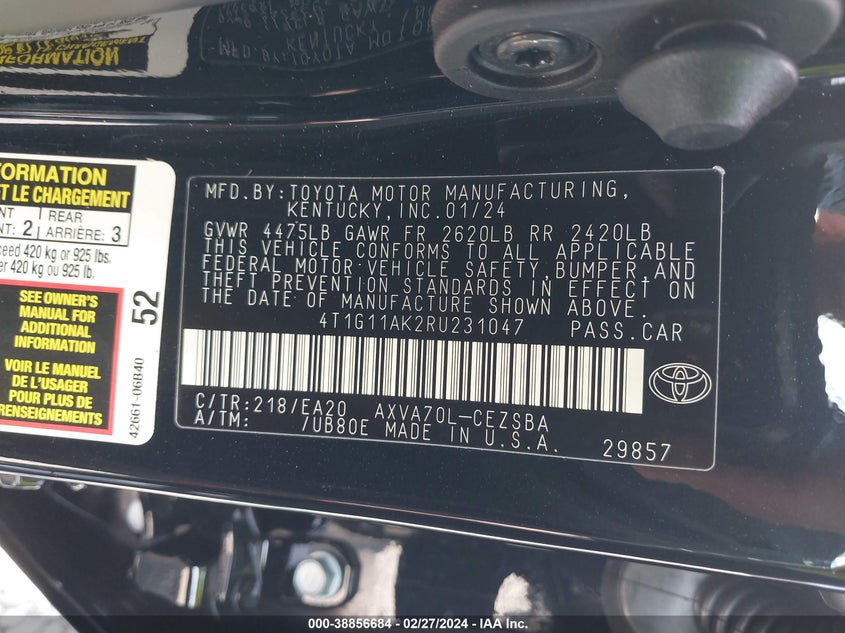 FORMATION
ET LE CHARGEMENT
NT 2 REAR
NT: 2 ARRIÈRE: 3
ceed 420 kg or 925 lbs.
er 420 kg ou 925 lb.
SEE OWNER'S
MANUAL FOR
ADDITIONAL
INFORMATION
VOIR LE MANUEL
DE L'USAGER
POUR PLUS DE
RENSEIGNEMENTS
52
42661-06B40
MFD.BY:TOYOTA MOTOR MANUFACTURING,
KENTUCKY,INC.01/24
GVWR 4475LB GAWR FR 2620LB RR 2420LB
THIS VEHICLE CONFORMS TO ALL APPLICABLE
FEDERAL MOTOR VEHICLE SAFETY,BUMPER,AND
THEFT PREVENTION STANDARDS IN EFFECT ON
THE DATE OF MANUFACTURE SHOWN ABOVE.
4T1G11AK2RU231047 PASS.CAR
C/TR:218/EA20 AXVA70L-CEZSBA
A/TM: /UB80E MADE IN U.S.A. 29857
000-38856684 - 02/27/2024 - IAA Inc.